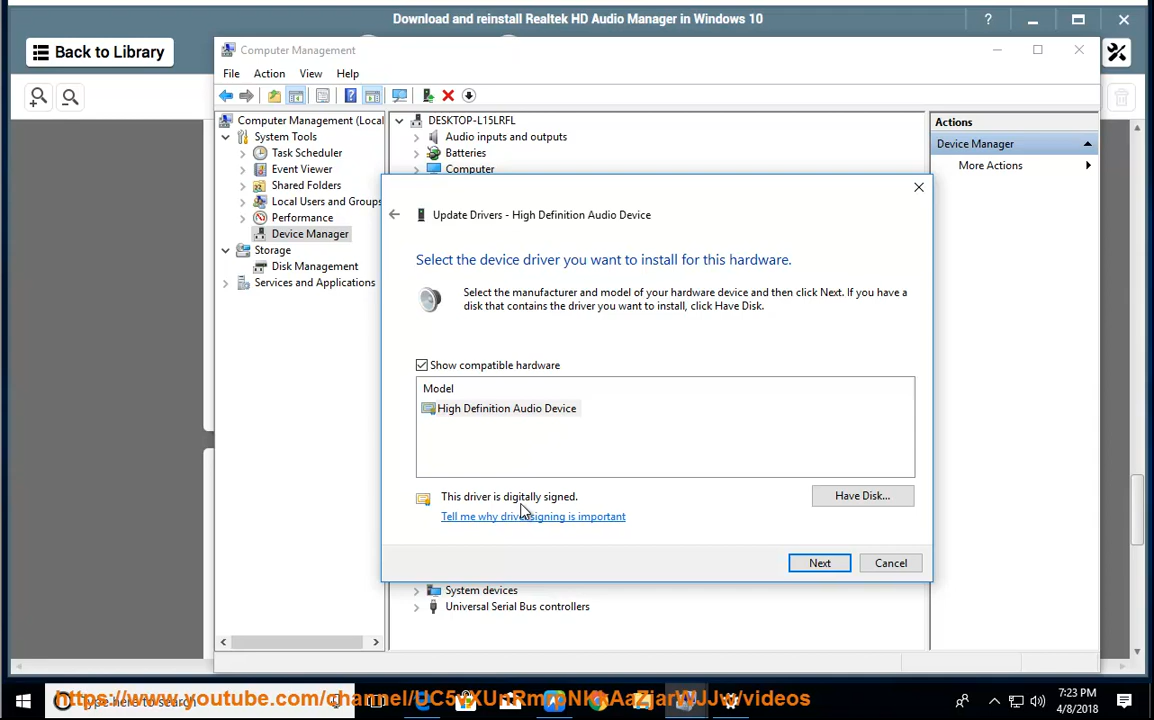 Download and reinstall Realtek HD Audio Manager in Windows 10
Back to Library
Computer Management
File Action View Help
Computer Management (Local
System Tools
Task Scheduler
Event Viewer
Shared Folders
Local Users and Groups
Performance
Device Manager
Storage
Disk Management
Services and Applications
DESKTOP-L15LRFL
Audio inputs and outputs
Batteries
Computer
Actions
Device Manager
More Actions
Update Drivers - High Definition Audio Device
Select the device driver you want to install for this hardware.
Select the manufacturer and model of your hardware device and then click Next. If you have a
disk that contains the driver you want to install, click Have Disk.
Show compatible hardware
Model
High Definition Audio Device
This driver is digitally signed.
Have Disk...
Tell me why driver signing is important
Next Cancel
System devices
Universal Serial Bus controllers
Type here to search
7:23 PM
4/8/2018